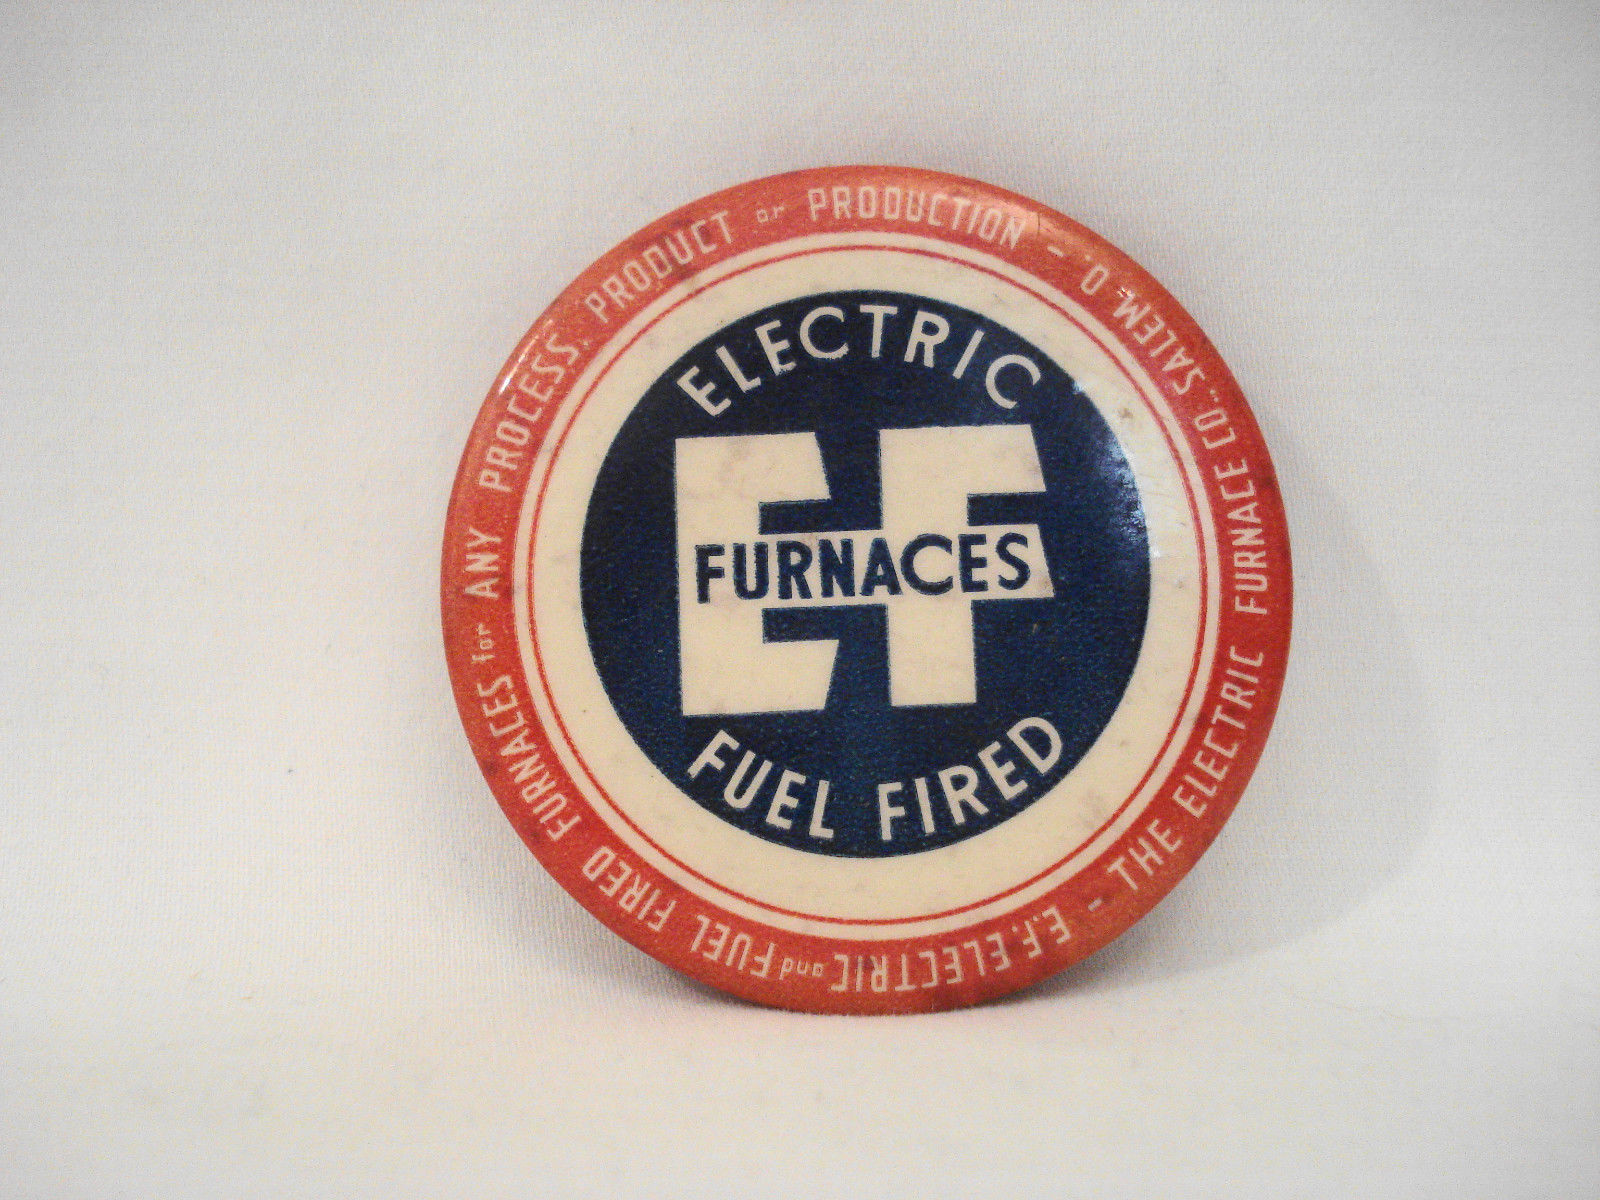 ELECTRIC
EF
FURNACES
FUEL FIRED
E.F. ELECTRIC and FUEL FIRED FURNACES for ANY PROCESS, PRODUCT or PRODUCTION - THE ELECTRIC FURNACE CO., SALEM, O. -